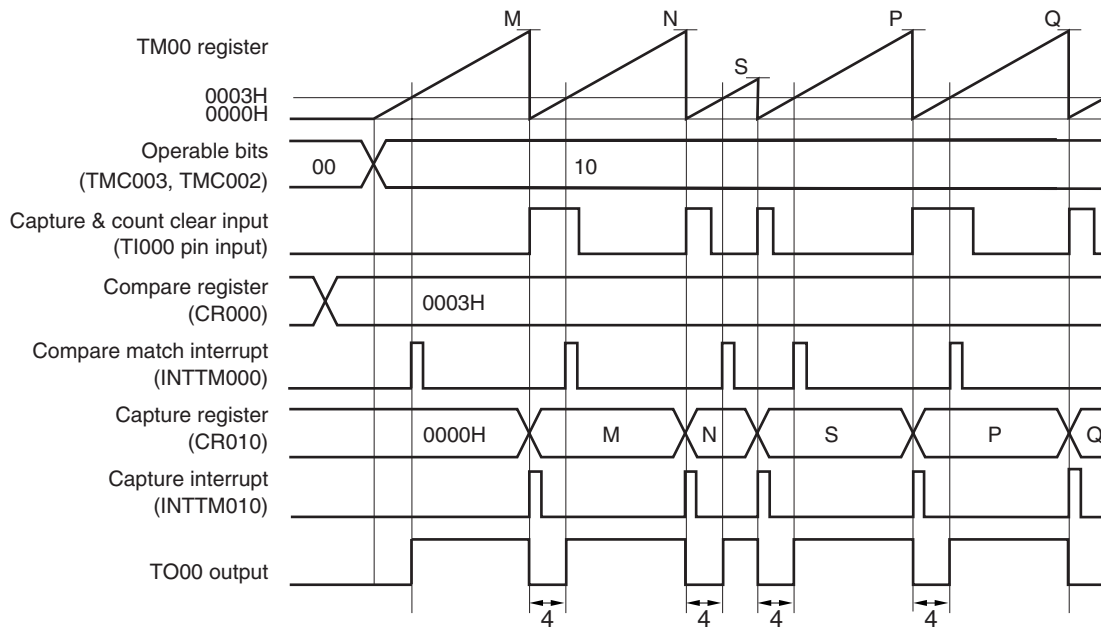 M N S P Q
TM00 register
0003H
0000H
Operable bits
(TMC003, TMC002)
00 10
Capture & count clear input
(TI000 pin input)
Compare register
(CR000)
0003H
Compare match interrupt
(INTTM000)
Capture register
(CR010)
0000H M N S P Q
Capture interrupt
(INTTM010)
TO00 output
4 4 4 4